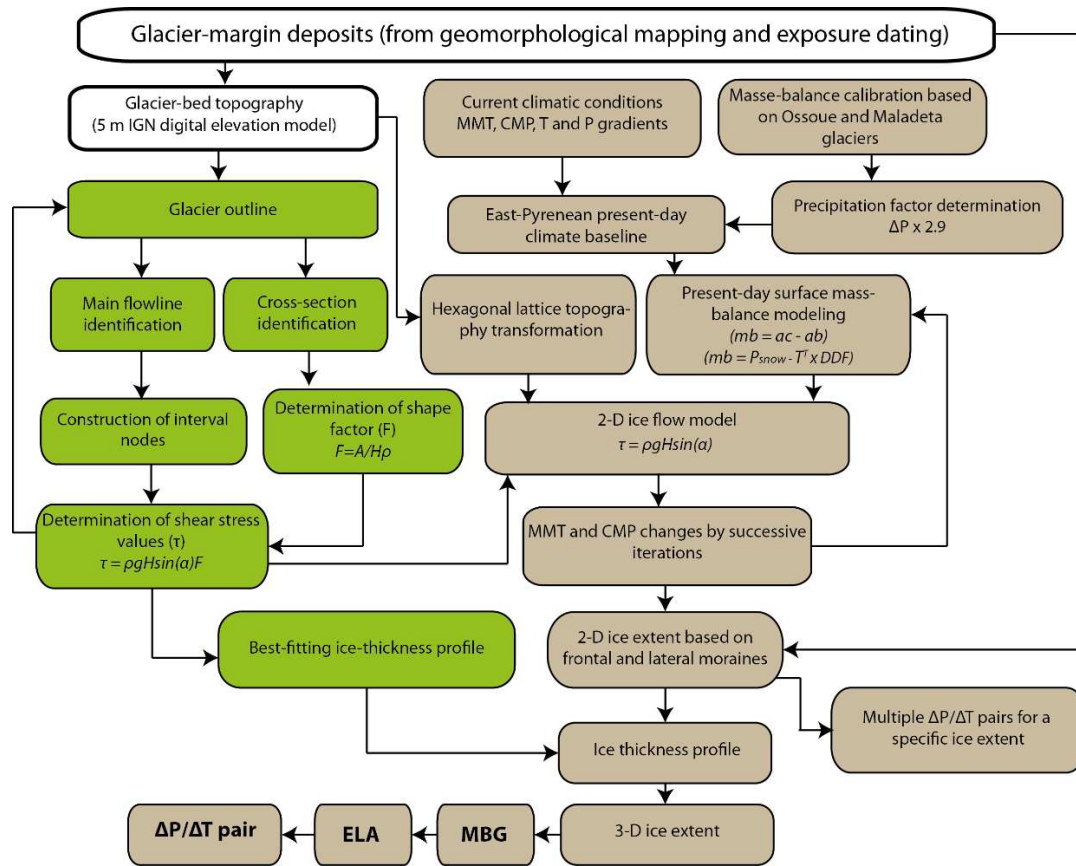 Glacier-margin deposits (from geomorphological mapping and exposure dating)
Glacier-bed topography
(5 m IGN digital elevation model)
Current climatic conditions
MMT, CMP, T and P gradients
Masse-balance calibration based
on Ossoue and Maladeta
glaciers
Glacier outline
East-Pyrenean present-day
climate baseline
Precipitation factor determination
ΔP x 2.9
Main flowline
identification
Cross-section
identification
Hexagonal lattice topogra-
phy transformation
Present-day surface mass-
balance modeling
(mb = ac - ab)
(mb = Psnow - Tᵀ x DDF)
Construction of interval
nodes
Determination of shape
factor (F)
F=A/Hρ
2-D ice flow model
τ = ρgHsin(α)
Determination of shear stress
values (τ)
τ = ρgHsin(α)F
MMT and CMP changes by successive
iterations
Best-fitting ice-thickness profile
2-D ice extent based on
frontal and lateral moraines
Multiple ΔP/ΔT pairs for a
specific ice extent
Ice thickness profile
ΔP/ΔT pair
ELA
MBG
3-D ice extent